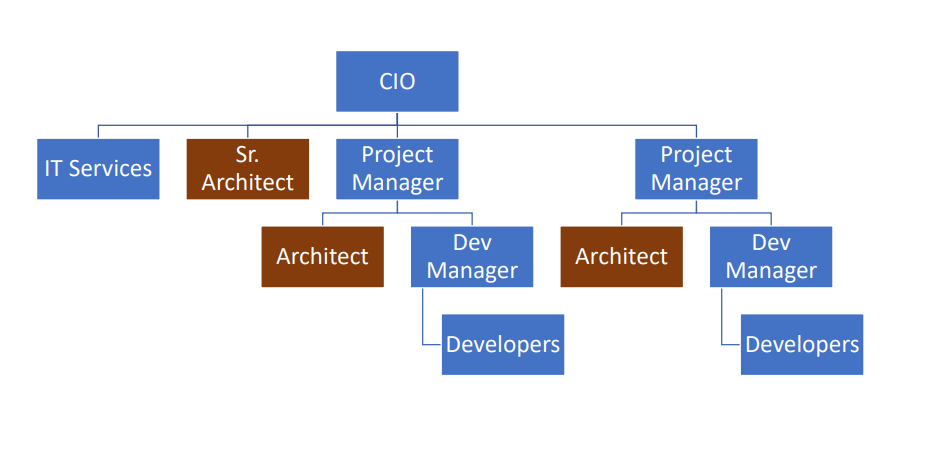 CIO
IT Services
Sr.
Architect
Project
Manager
Project
Manager
Architect
Dev
Manager
Architect
Dev
Manager
Developers
Developers